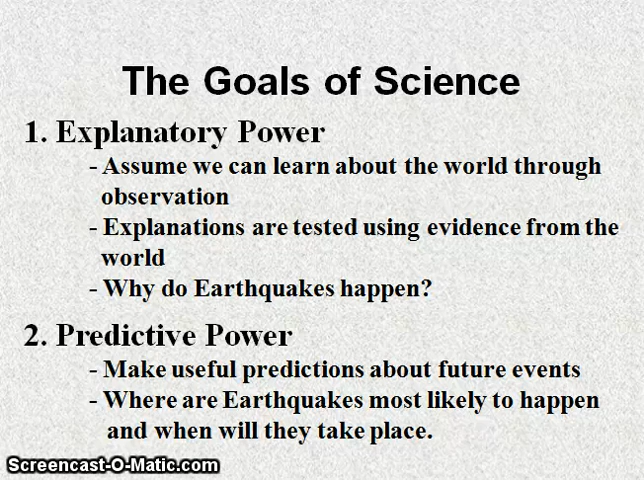 The Goals of Science
1. Explanatory Power
- Assume we can learn about the world through
observation
- Explanations are tested using evidence from the
world
- Why do Earthquakes happen?
2. Predictive Power
- Make useful predictions about future events
- Where are Earthquakes most likely to happen
and when will they take place.
Screencast-O-Matic.com